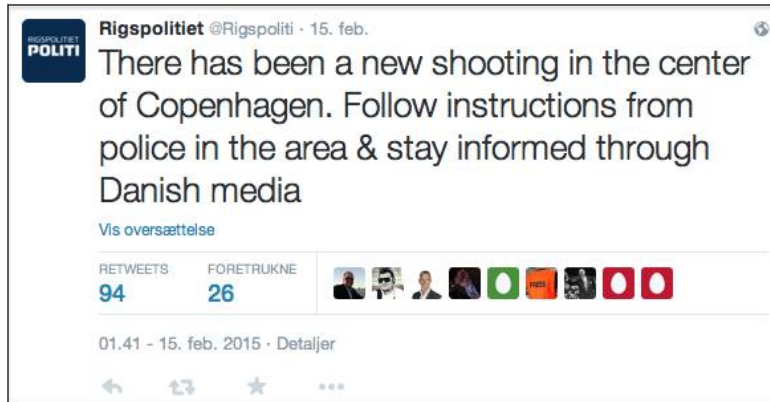 RIGSPOLITIET
POLITI
Rigspolitiet @Rigspoliti · 15. feb.
There has been a new shooting in the center
of Copenhagen. Follow instructions from
police in the area & stay informed through
Danish media
Vis oversættelse
RETWEETS FORETRUKNE
94 26
PRESS
01.41 - 15. feb. 2015 · Detaljer